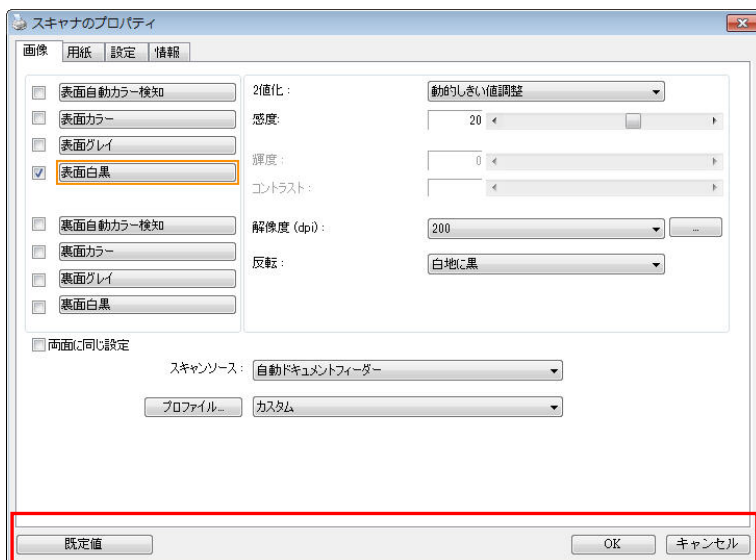 スキャナのプロパティ
画像 用紙 設定 情報
表面自動カラー検知
表面カラー
表面グレイ
表面白黒
裏面自動カラー検知
裏面カラー
裏面グレイ
裏面白黒
2値化: 動的しきい値調整
感度: 20
輝度: 0
コントラスト:
解像度 (dpi): 200 ...
反転: 白地に黒
両面に同じ設定
スキャンソース: 自動ドキュメントフィーダー
プロファイル... カスタム
既定値 OK キャンセル